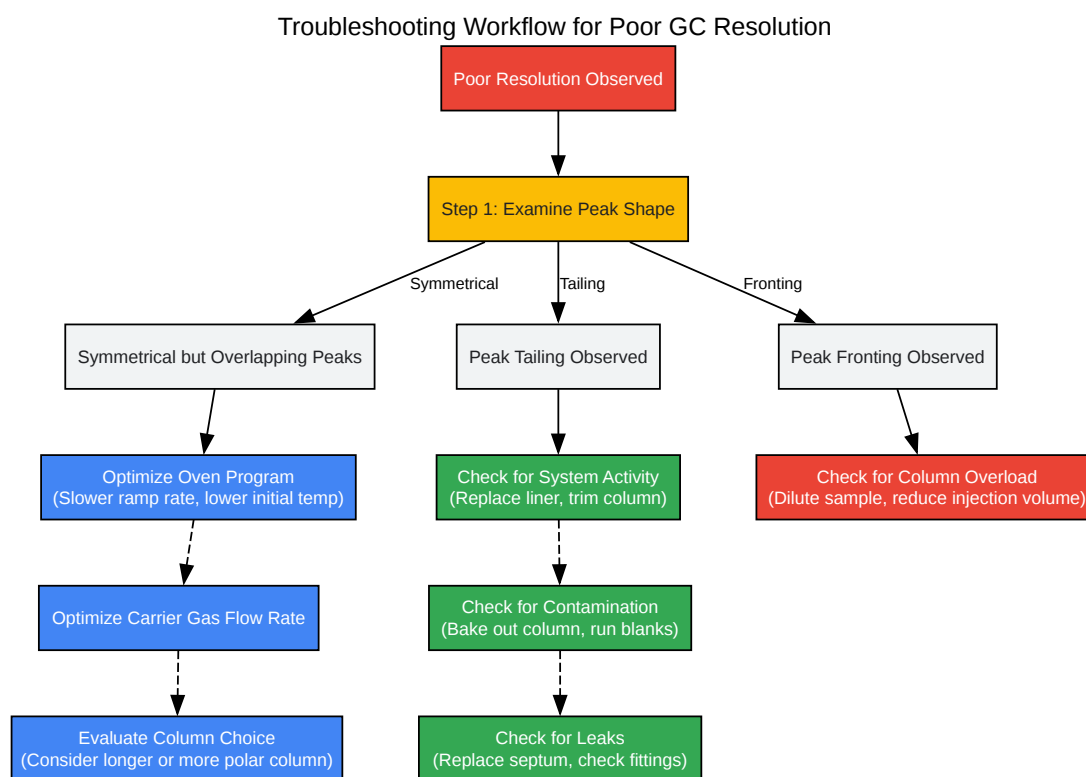 Troubleshooting Workflow for Poor GC Resolution
Poor Resolution Observed
Step 1: Examine Peak Shape
Symmetrical
Tailing
Fronting
Symmetrical but Overlapping Peaks
Peak Tailing Observed
Peak Fronting Observed
Optimize Oven Program
(Slower ramp rate, lower initial temp)
Check for System Activity
(Replace liner, trim column)
Check for Column Overload
(Dilute sample, reduce injection volume)
Optimize Carrier Gas Flow Rate
Check for Contamination
(Bake out column, run blanks)
Evaluate Column Choice
(Consider longer or more polar column)
Check for Leaks
(Replace septum, check fittings)